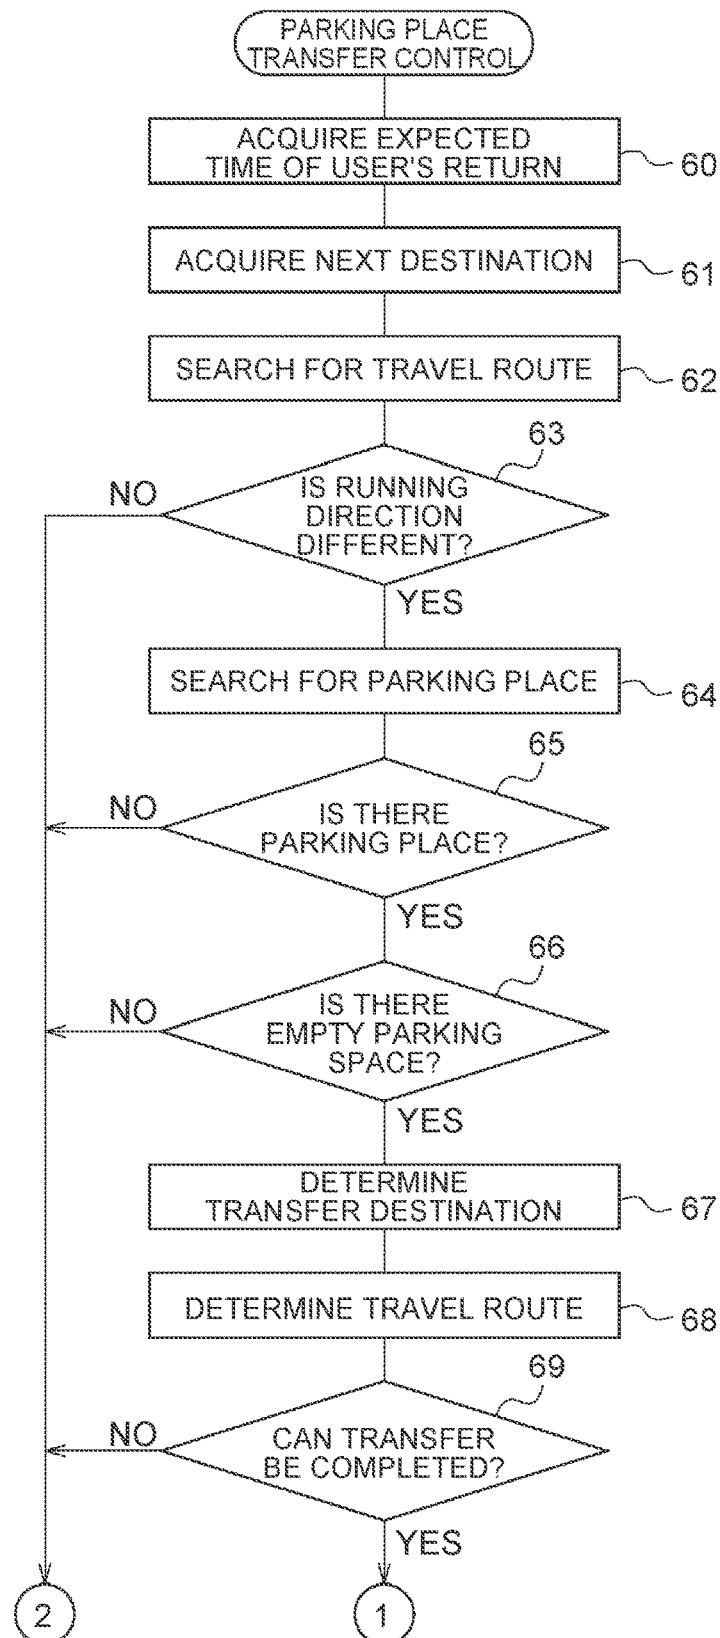 PARKING PLACE
TRANSFER CONTROL
ACQUIRE EXPECTED
TIME OF USER'S RETURN
60
ACQUIRE NEXT DESTINATION
61
SEARCH FOR TRAVEL ROUTE
62
63
NO
IS RUNNING
DIRECTION
DIFFERENT?
YES
SEARCH FOR PARKING PLACE
64
65
NO
IS THERE
PARKING PLACE?
YES
66
NO
IS THERE
EMPTY PARKING
SPACE?
YES
DETERMINE
TRANSFER DESTINATION
67
DETERMINE TRAVEL ROUTE
68
69
NO
CAN TRANSFER
BE COMPLETED?
YES
2
1